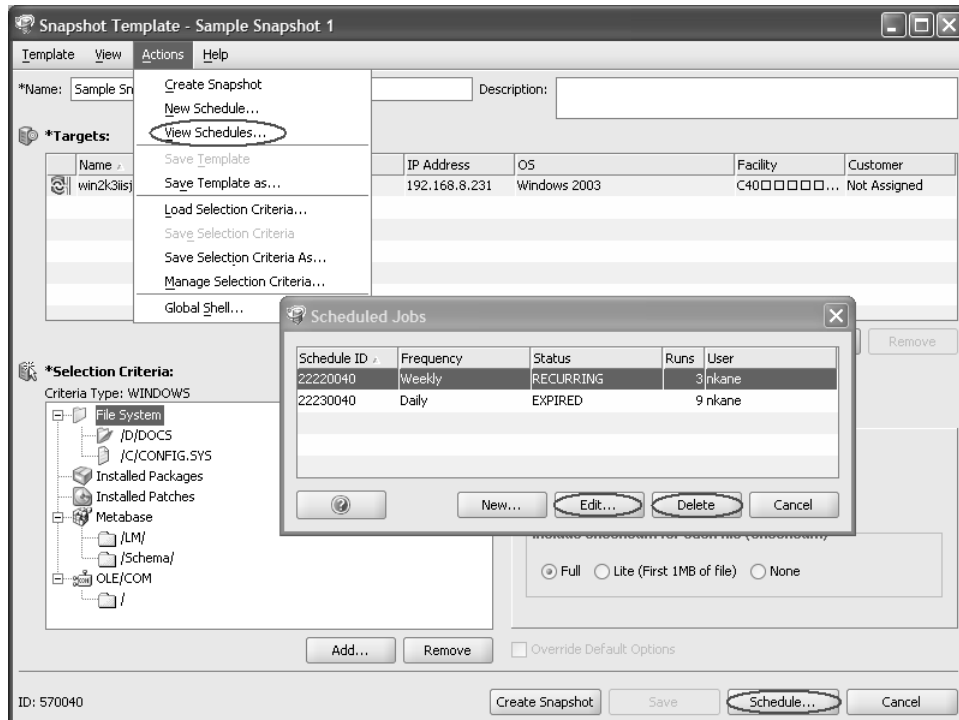 Snapshot Template - Sample Snapshot 1
Template View Actions Help
*Name: Sample Sn
Description:
Create Snapshot
New Schedule...
View Schedules...
Save Template
Save Template as...
Load Selection Criteria...
Save Selection Criteria
Save Selection Criteria As...
Manage Selection Criteria...
Global Shell...
*Targets:
Name IP Address OS Facility Customer
win2k3iisj 192.168.8.231 Windows 2003 C40□□□□□... Not Assigned
Remove
Scheduled Jobs
Schedule ID Frequency Status Runs User
22220040 Weekly RECURRING 3 nkane
22230040 Daily EXPIRED 9 nkane
New... Edit... Delete Cancel
*Selection Criteria:
Criteria Type: WINDOWS
File System
/D/DOCS
/C/CONFIG.SYS
Installed Packages
Installed Patches
Metabase
/LM/
/Schema/
OLE/COM
/
Full Lite (First 1MB of file) None
Add... Remove
Override Default Options
ID: 570040
Create Snapshot Save Schedule... Cancel